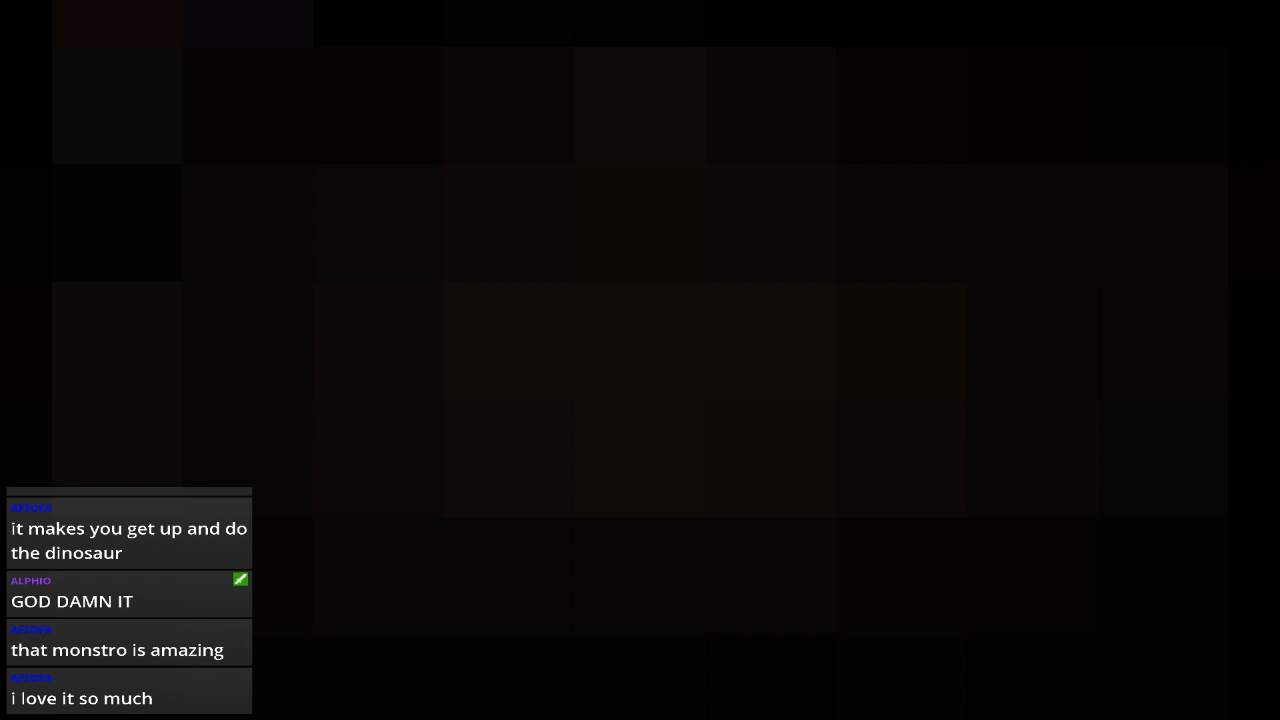 it makes you get up and do
the dinosaur
ALPHIO
GOD DAMN IT
that monstro is amazing
i love it so much